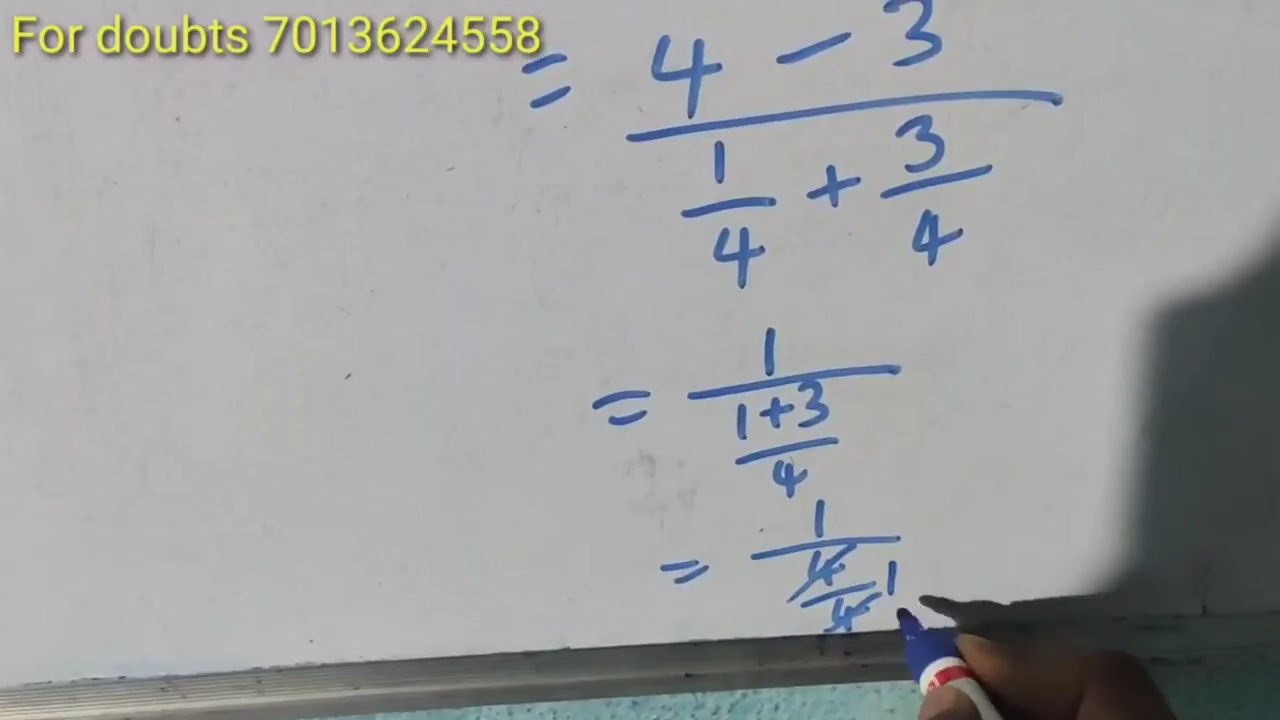 For doubts 7013624558
= 4 - 3
1/4 + 3/4
= 1
1+3
4
= 1
4/4 1